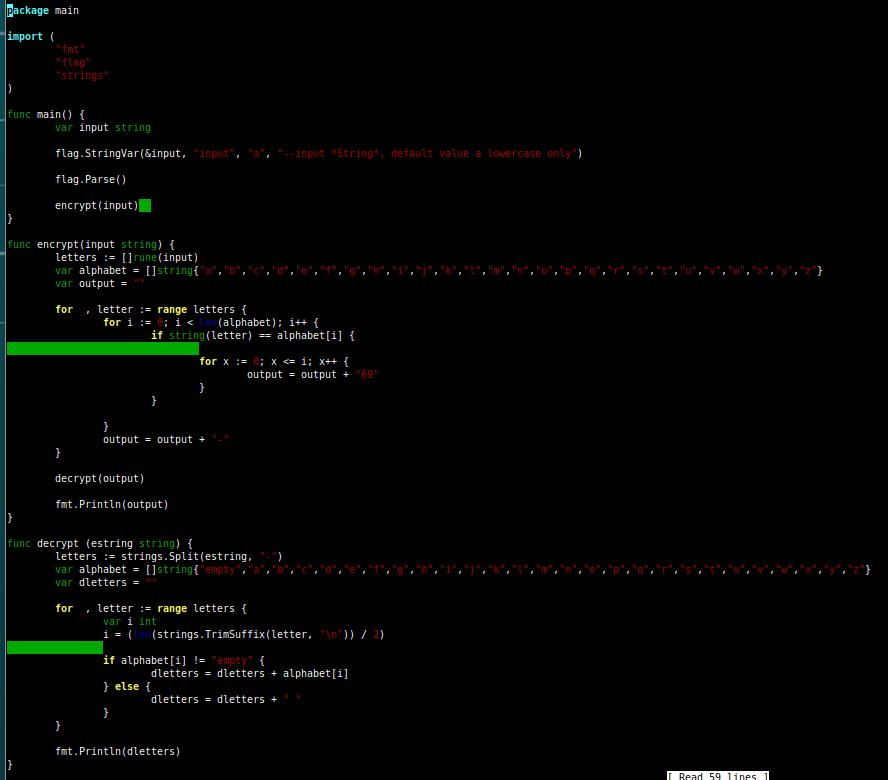 package main

import (
	"fmt"
	"flag"
	"strings"
)

func main() {
	var input string

	flag.StringVar(&input, "input", "a", "--input *String*, default value a lowercase only")

	flag.Parse()

	encrypt(input)
}

func encrypt(input string) {
	letters := []rune(input)
	var alphabet = []string{"a","b","c","d","e","f","g","h","i","j","k","l","m","n","o","p","q","r","s","t","u","v","w","x","y","z"}
	var output = ""

	for _, letter := range letters {
		for i := 0; i < len(alphabet); i++ {
			if string(letter) == alphabet[i] {

				for x := 0; x <= i; x++ {
					output = output + "69"
				}
			}

		}
		output = output + "-"
	}

	decrypt(output)

	fmt.Println(output)
}

func decrypt (estring string) {
	letters := strings.Split(estring, "-")
	var alphabet = []string{"empty","a","b","c","d","e","f","g","h","i","j","k","l","m","n","o","p","q","r","s","t","u","v","w","x","y","z"}
	var dletters = ""

	for _, letter := range letters {
		var i int
		i = (len(strings.TrimSuffix(letter, "\n")) / 2)

		if alphabet[i] != "empty" {
			dletters = dletters + alphabet[i]
		} else {
			dletters = dletters + " "
		}
	}

	fmt.Println(dletters)
}
[ Read 59 lines ]